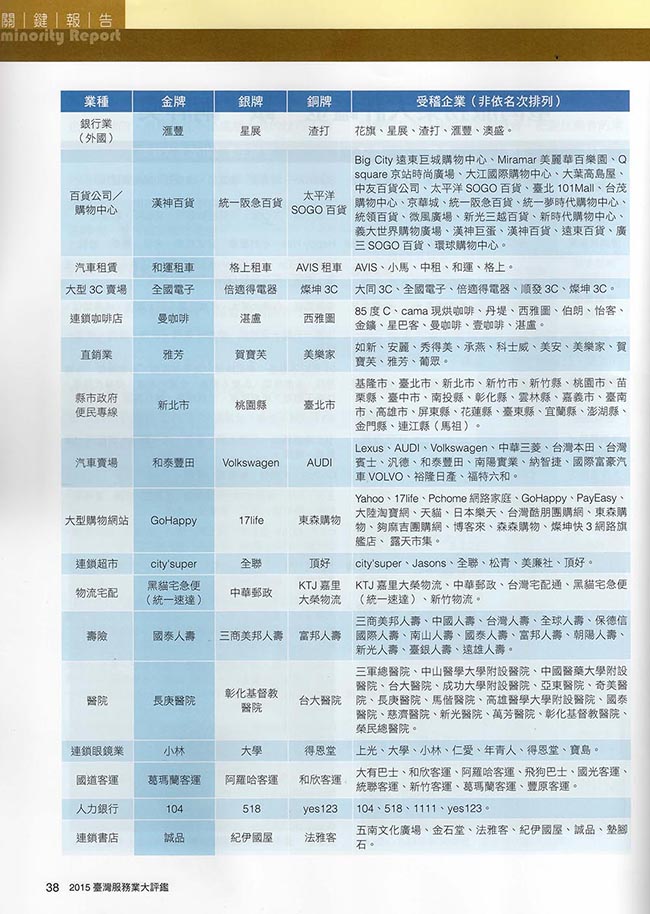 關鍵報告
minority Report
業種 金牌 銀牌 銅牌 受稽企業（非依名次排列）
銀行業（外國） 滙豐 星展 渣打 花旗、星展、渣打、滙豐、澳盛。
百貨公司／購物中心 漢神百貨 統一阪急百貨 太平洋SOGO 百貨
Big City 遠東巨城購物中心、Miramar 美麗華百樂園、Q
square 京站時尚廣場、大江國際購物中心、大葉高島屋、
中友百貨公司、太平洋 SOGO 百貨、臺北 101Mall、台茂
購物中心、京華城、統一阪急百貨、統一夢時代購物中心、
統領百貨、微風廣場、新光三越百貨、新時代購物中心、
義大世界購物廣場、漢神巨蛋、漢神百貨、遠東百貨、廣
三 SOGO 百貨、環球購物中心。
汽車租賃 和運租車 格上租車 AVIS 租車 AVIS、小馬、中租、和運、格上。
大型 3C 賣場 全國電子 倍適得電器 燦坤 3C 大同 3C、全國電子、倍適得電器、順發 3C、燦坤 3C。
連鎖咖啡店 曼咖啡 湛盧 西雅圖
85 度 C、cama 現烘咖啡、丹堤、西雅圖、伯朗、怡客、
金鑛、星巴客、曼咖啡、壹咖啡、湛盧。
直銷業 雅芳 賀寶芙 美樂家
如新、安麗、秀得美、承燕、科士威、美安、美樂家、賀
寶芙、雅芳、葡眾。
縣市政府便民專線 新北市 桃園縣 臺北市
基隆市、臺北市、新北市、新竹市、新竹縣、桃園市、苗
栗縣、臺中市、南投縣、彰化縣、雲林縣、嘉義市、臺南
市、高雄市、屏東縣、花蓮縣、臺東縣、宜蘭縣、澎湖縣、
金門縣、連江縣（馬祖）。
汽車賣場 和泰豐田 Volkswagen AUDI
Lexus、AUDI、Volkswagen、中華三菱、台灣本田、台灣
賓士、汎德、和泰豐田、南陽實業、納智捷、國際富豪汽
車 VOLVO、裕隆日產、福特六和。
大型購物網站 GoHappy 17life 東森購物
Yahoo、17life、Pchome 網路家庭、GoHappy、PayEasy、
大陸淘寶網、天貓、日本樂天、台灣酷朋團購網、東森購
物、夠麻吉團購網、博客來、森森購物、燦坤快 3 網路旗
艦店、露天市集。
連鎖超市 city'super 全聯 頂好 city'super、Jasons、全聯、松青、美廉社、頂好。
物流宅配 黑貓宅急便（統一速達） 中華郵政 KTJ 嘉里大榮物流
KTJ 嘉里大榮物流、中華郵政、台灣宅配通、黑貓宅急便
（統一速達）、新竹物流。
壽險 國泰人壽 三商美邦人壽 富邦人壽
三商美邦人壽、中國人壽、台灣人壽、全球人壽、保德信
國際人壽、南山人壽、國泰人壽、富邦人壽、朝陽人壽、
新光人壽、臺銀人壽、遠雄人壽。
醫院 長庚醫院 彰化基督教醫院 台大醫院
三軍總醫院、中山醫學大學附設醫院、中國醫藥大學附設
醫院、台大醫院、成功大學附設醫院、亞東醫院、奇美醫
院、長庚醫院、馬偕醫院、高雄醫學大學附設醫院、國泰
醫院、慈濟醫院、新光醫院、萬芳醫院、彰化基督教醫院、
榮民總醫院。
連鎖眼鏡業 小林 大學 得恩堂 上光、大學、小林、仁愛、年青人、得恩堂、寶島。
國道客運 葛瑪蘭客運 阿羅哈客運 和欣客運
大有巴士、和欣客運、阿羅哈客運、飛狗巴士、國光客運、
統聯客運、新竹客運、葛瑪蘭客運、豐原客運。
人力銀行 104 518 yes123 104、518、1111、yes123。
連鎖書店 誠品 紀伊國屋 法雅客
五南文化廣場、金石堂、法雅客、紀伊國屋、誠品、墊腳
石。
38 2015 臺灣服務業大評鑑